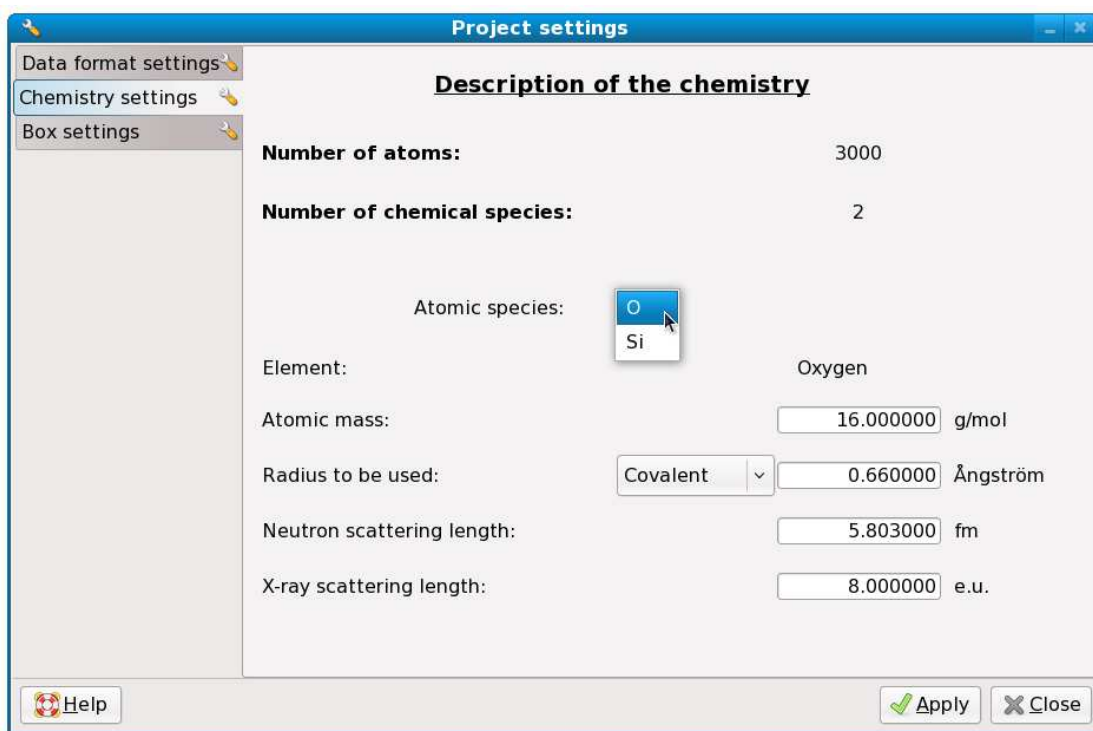 Project settings
Data format settings
Chemistry settings
Box settings
Description of the chemistry
Number of atoms: 3000
Number of chemical species: 2
Atomic species: O
Si
Element: Oxygen
Atomic mass: 16.000000 g/mol
Radius to be used: Covalent 0.660000 Ångström
Neutron scattering length: 5.803000 fm
X-ray scattering length: 8.000000 e.u.
Help Apply Close